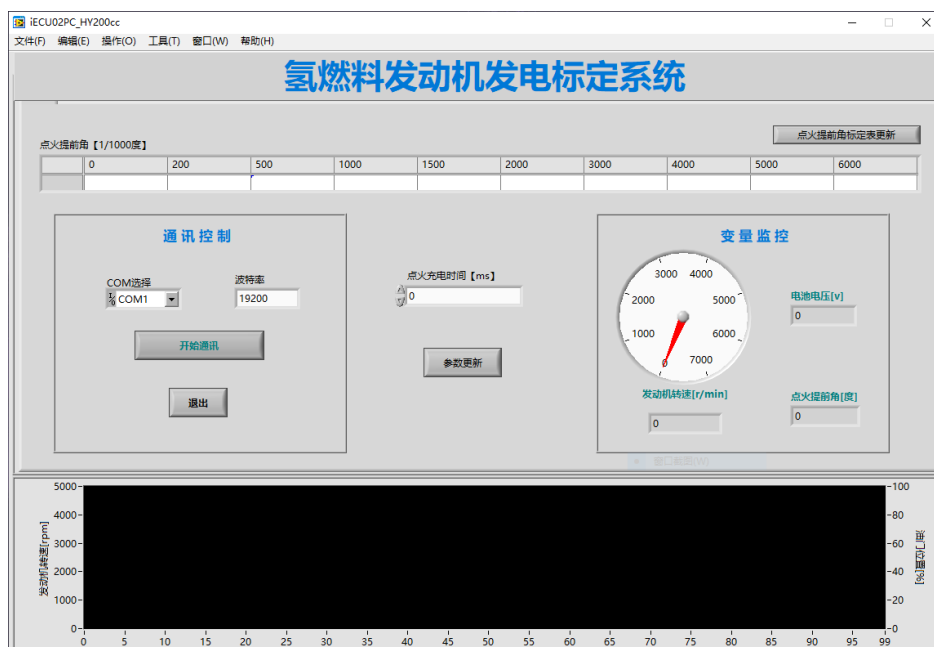 iECU02PC_HY200cc
文件(F) 编辑(E) 操作(O) 工具(T) 窗口(W) 帮助(H)
氢燃料发动机发电标定系统
点火提前角标定表更新
点火提前角【1/1000度】
0 200 500 1000 1500 2000 3000 4000 5000 6000
通讯控制
COM选择
COM1
波特率
19200
开始通讯
退出
点火充电时间【ms】
0
参数更新
变量监控
0 1000 2000 3000 4000 5000 6000 7000
发动机转速[r/min]
0
电池电压[v]
0
点火提前角[度]
0
窗口截图(W)
发动机转速[rpm]
5000
4000
3000
2000
1000
0
100
80
60
40
20
0
油门位置[%]
0 5 10 15 20 25 30 35 40 45 50 55 60 65 70 75 80 85 90 95 99